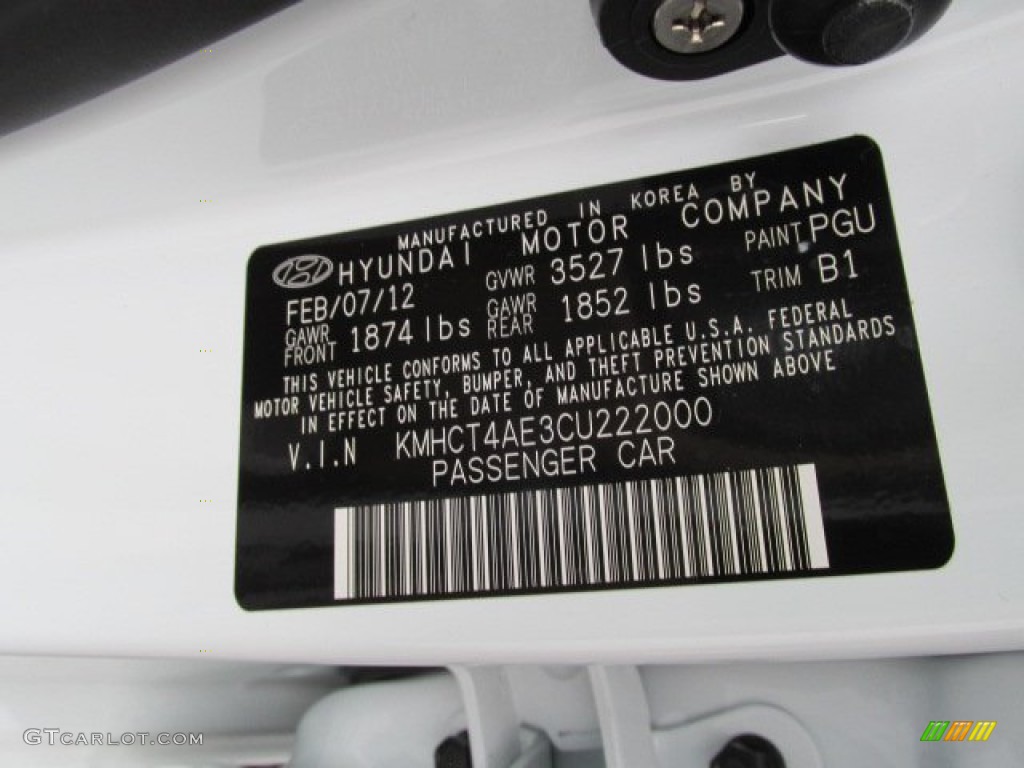 MANUFACTURED IN KOREA BY
HYUNDAI MOTOR COMPANY
FEB/07/12 GVWR 3527 lbs PAINT PGU
GAWR FRONT 1874 lbs GAWR REAR 1852 lbs TRIM B1
THIS VEHICLE CONFORMS TO ALL APPLICABLE U.S.A. FEDERAL
MOTOR VEHICLE SAFETY, BUMPER, AND THEFT PREVENTION STANDARDS
IN EFFECT ON THE DATE OF MANUFACTURE SHOWN ABOVE
V.I.N KMHCT4AE3CU222000
PASSENGER CAR
GTCARLOT.COM